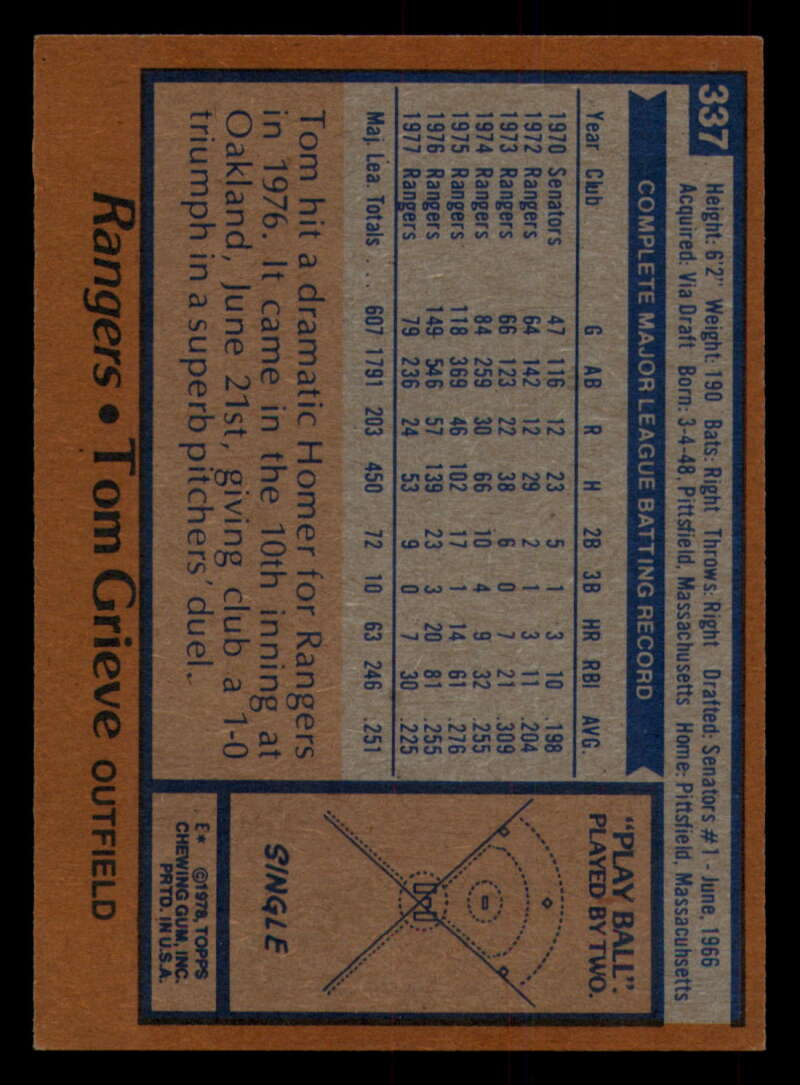 337
Height: 6'2" Weight: 190 Bats: Right Throws: Right Drafted: Senators #1 - June, 1966
Acquired: Via Draft Born: 3-4-48, Pittsfield, Massachusetts Home: Pittsfield, Massacuhsetts
COMPLETE MAJOR LEAGUE BATTING RECORD
Year Club G AB R H 2B 3B HR RBI AVG.
1970 Senators 47 116 12 23 5 1 3 10 .198
1972 Rangers 64 142 12 29 2 1 3 11 .204
1973 Rangers 66 123 22 38 6 0 7 21 .309
1974 Rangers 84 259 30 66 10 4 9 32 .255
1975 Rangers 118 369 46 102 17 1 14 61 .276
1976 Rangers 149 546 57 139 23 3 20 81 .255
1977 Rangers 79 236 24 53 9 0 7 30 .225
Maj. Lea. Totals ... 607 1791 203 450 72 10 63 246 .251
Tom hit a dramatic Homer for Rangers
in 1976. It came in the 10th inning at
Oakland, June 21st, giving club a 1-0
triumph in a superb pitchers' duel.
"PLAY BALL".
PLAYED BY TWO.
SINGLE
E* ©1978, TOPPS
CHEWING GUM, INC.
PRTD. IN U.S.A.
Rangers • Tom Grieve OUTFIELD